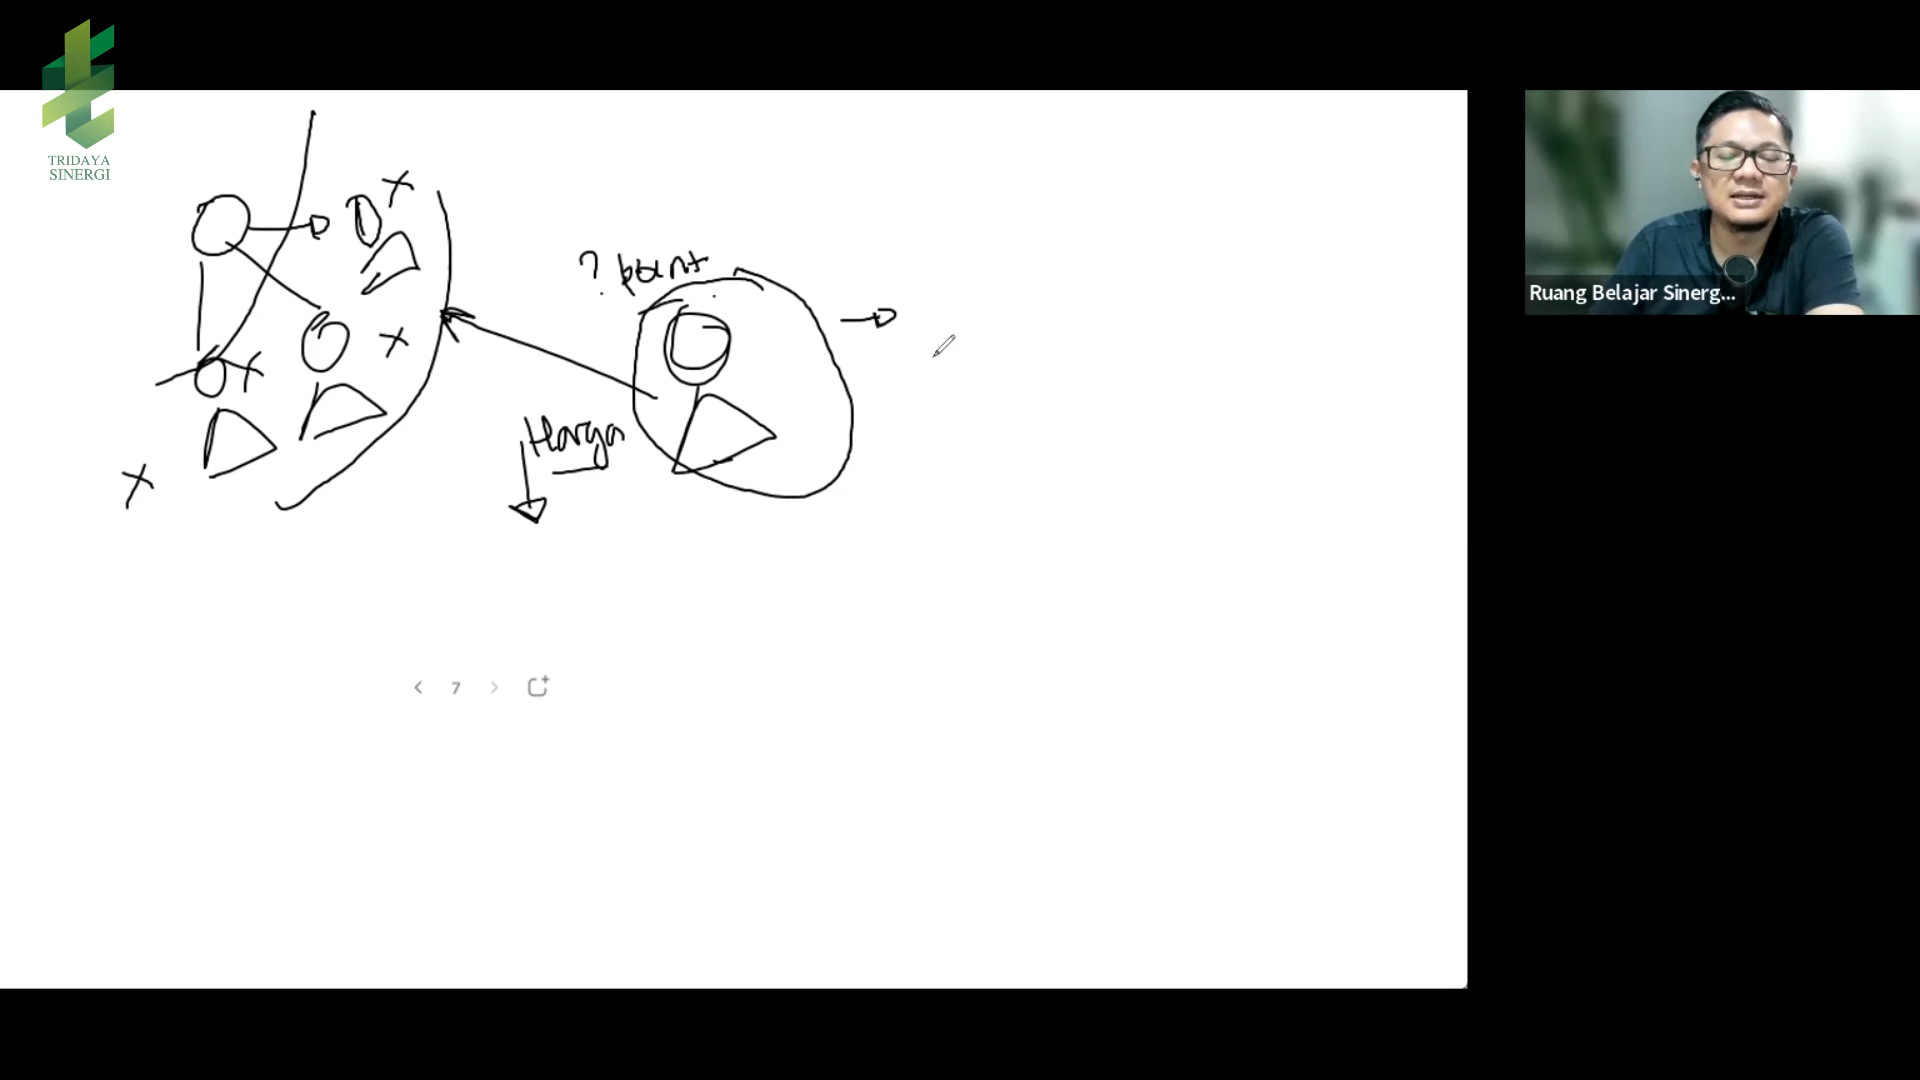 TRIDAYA
SINERGI
X
? point
X
X
Harga
X
7
Ruang Belajar Sinerg...